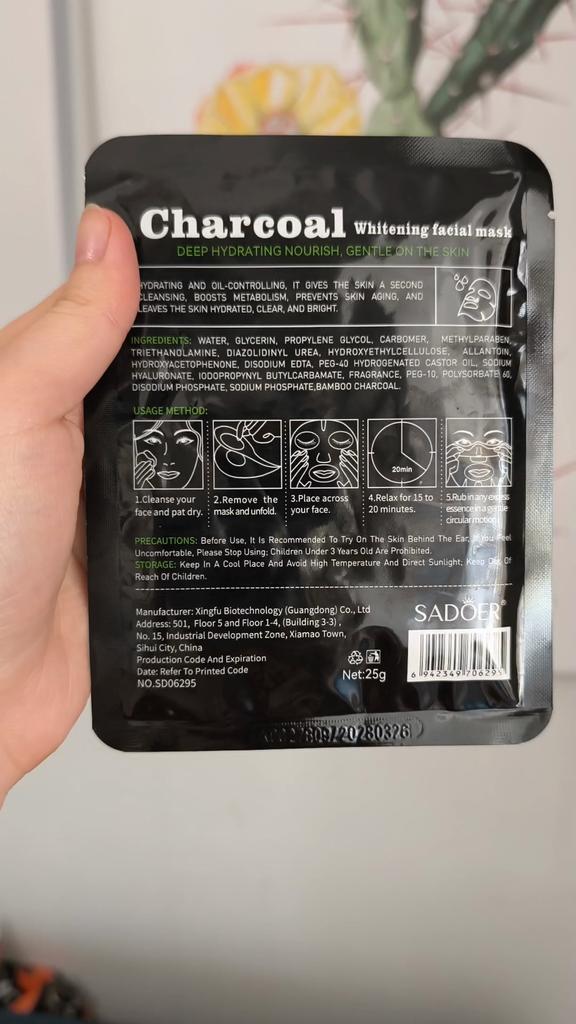 Charcoal Whitening facial mask
DEEP HYDRATING NOURISH, GENTLE ON THE SKIN
HYDRATING AND OIL-CONTROLLING, IT GIVES THE SKIN A SECOND
CLEANSING, BOOSTS METABOLISM, PREVENTS SKIN AGING, AND
LEAVES THE SKIN HYDRATED, CLEAR, AND BRIGHT.
INGREDIENTS: WATER, GLYCERIN, PROPYLENE GLYCOL, CARBOMER, METHYLPARABEN,
TRIETHANOLAMINE, DIAZOLIDINYL UREA, HYDROXYETHYLCELLULOSE, ALLANTOIN,
HYDROXYACETOPHENONE, DISODIUM EDTA, PEG-40 HYDROGENATED CASTOR OIL, SODIUM
HYALURONATE, IODOPROPYNYL BUTYLCARBAMATE, FRAGRANCE, PEG-10, POLYSORBATE 60,
DISODIUM PHOSPHATE, SODIUM PHOSPHATE,BAMBOO CHARCOAL.
USAGE METHOD:
20min
1.Cleanse your
face and pat dry.
2.Remove the
mask and unfold.
3.Place across
your face.
4.Relax for 15 to
20 minutes.
5.Rub in any excess
essence in a gentle
circular motion
PRECAUTIONS: Before Use, It Is Recommended To Try On The Skin Behind The Ear, If You Feel
Uncomfortable, Please Stop Using; Children Under 3 Years Old Are Prohibited.
STORAGE: Keep In A Cool Place And Avoid High Temperature And Direct Sunlight; Keep Out Of
Reach Of Children.
Manufacturer: Xingfu Biotechnology (Guangdong) Co., Ltd
Address: 501, Floor 5 and Floor 1-4, (Building 3-3) ,
No. 15, Industrial Development Zone, Xiamao Town,
Sihui City, China
Production Code And Expiration
Date: Refer To Printed Code
NO.SD06295
Net:25g
SADOER®
6 942349 706295
20280326